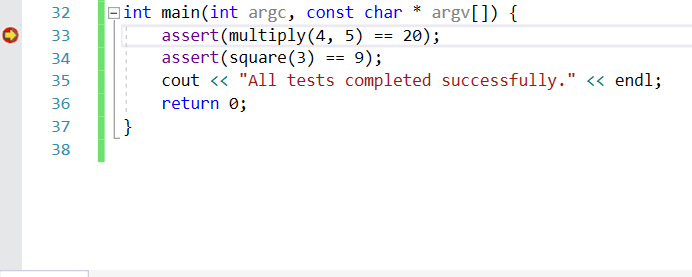 32 int main(int argc, const char * argv[]) {
33 assert(multiply(4, 5) == 20);
34 assert(square(3) == 9);
35 cout << "All tests completed successfully." << endl;
36 return 0;
37 }
38